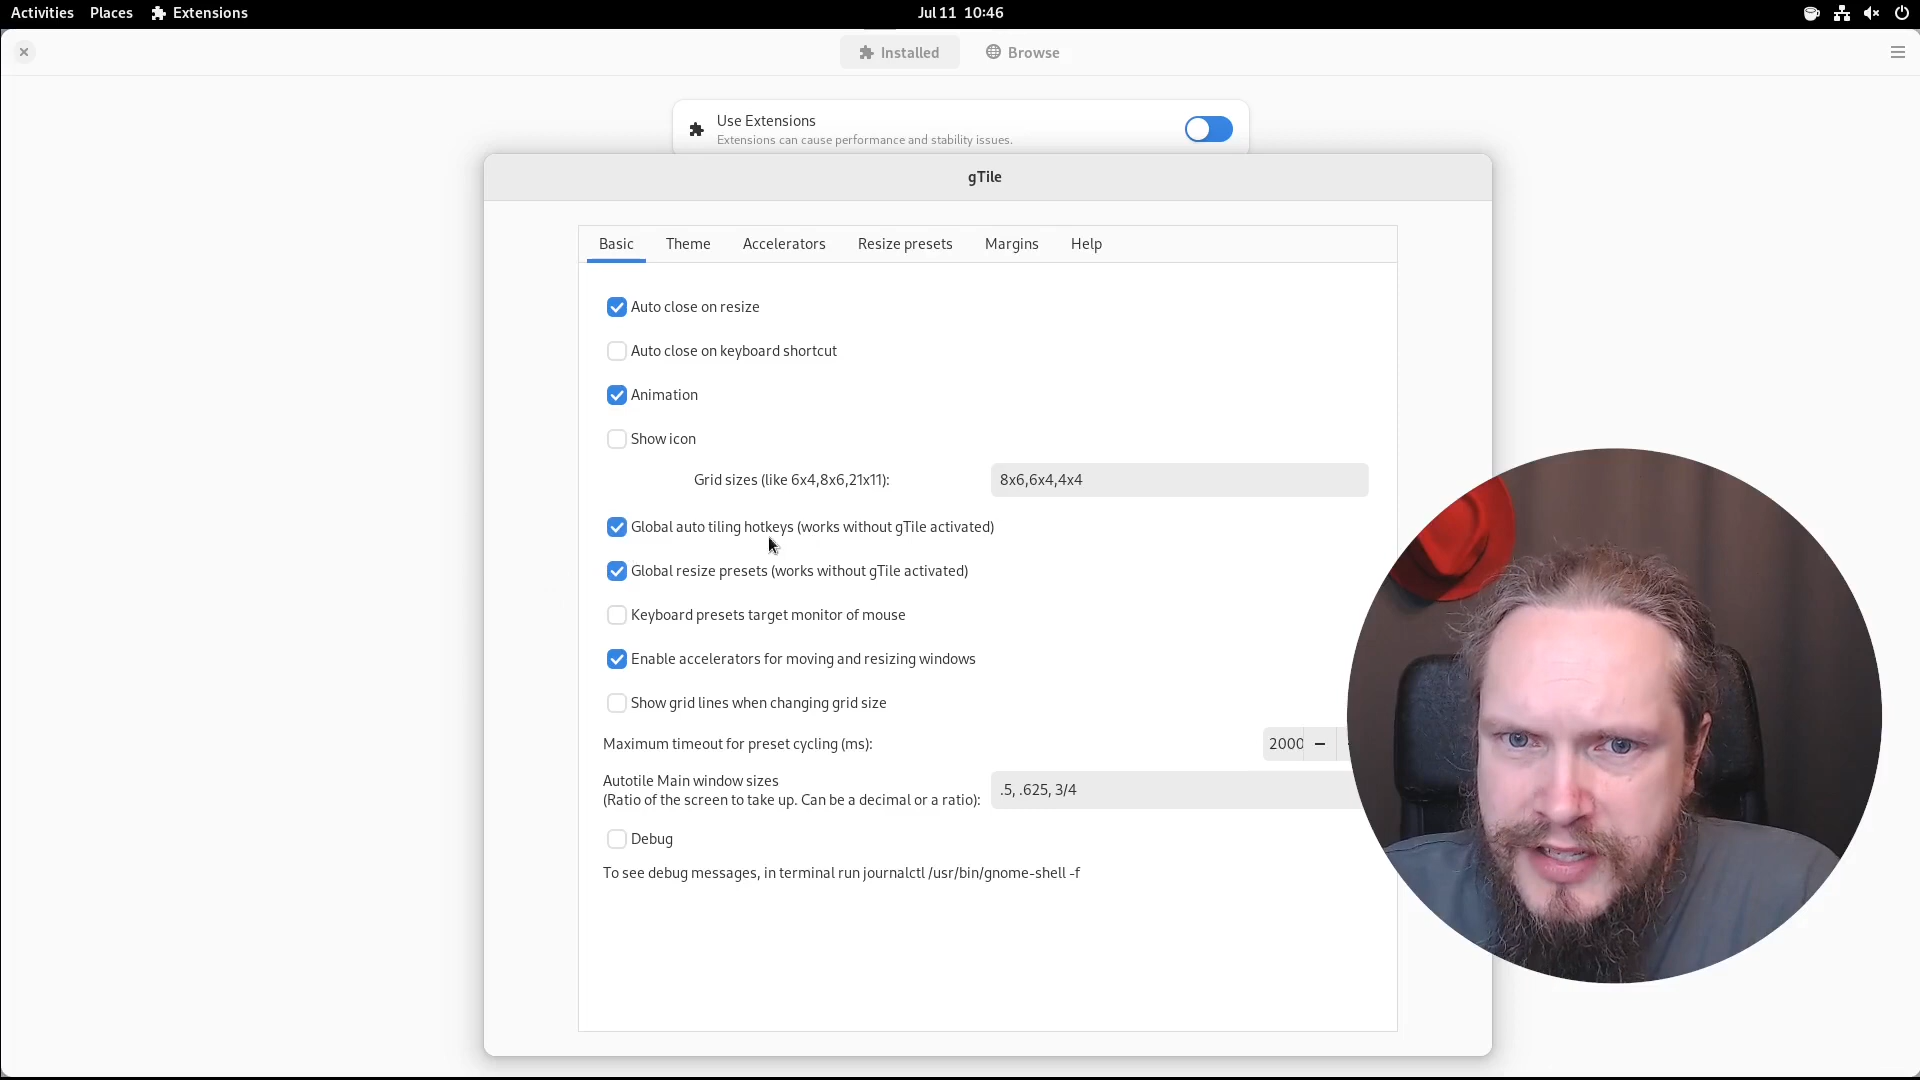 Activities Places Extensions Jul 11 10:46
Installed Browse
Use Extensions
Extensions can cause performance and stability issues.
gTile
Basic Theme Accelerators Resize presets Margins Help
Auto close on resize
Auto close on keyboard shortcut
Animation
Show icon
Grid sizes (like 6x4,8x6,21x11): 8x6,6x4,4x4
Global auto tiling hotkeys (works without gTile activated)
Global resize presets (works without gTile activated)
Keyboard presets target monitor of mouse
Enable accelerators for moving and resizing windows
Show grid lines when changing grid size
Maximum timeout for preset cycling (ms): 2000
Autotile Main window sizes
(Ratio of the screen to take up. Can be a decimal or a ratio): .5, .625, 3/4
Debug
To see debug messages, in terminal run journalctl /usr/bin/gnome-shell -f